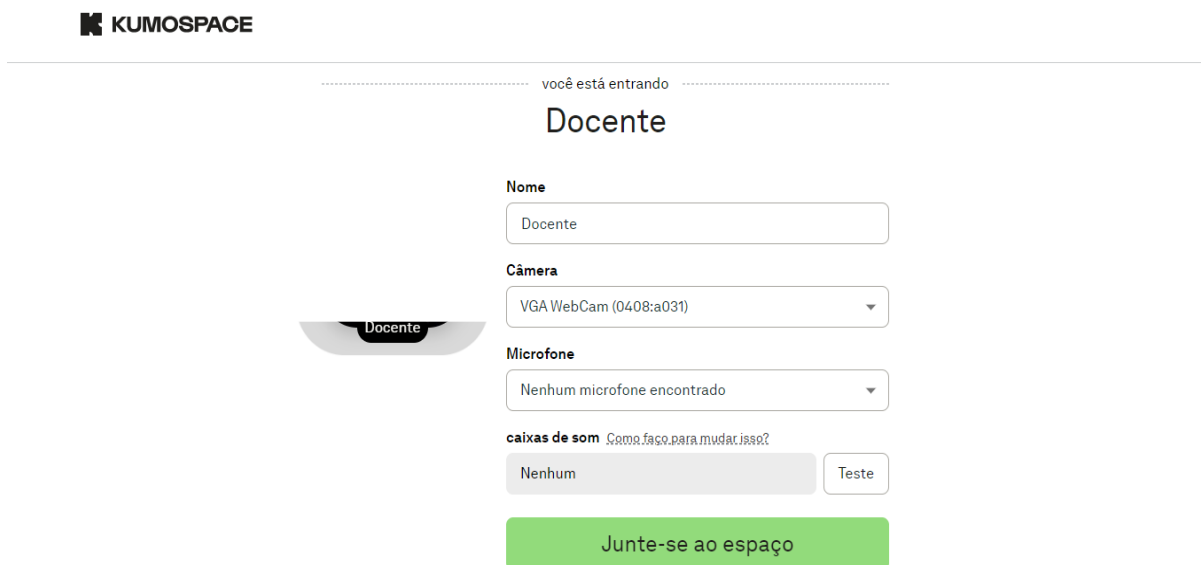 KUMOSPACE
você está entrando
Docente
Nome
Docente
Câmera
VGA WebCam (0408:a031)
Docente
Microfone
Nenhum microfone encontrado
caixas de som Como faço para mudar isso?
Nenhum Teste
Junte-se ao espaço